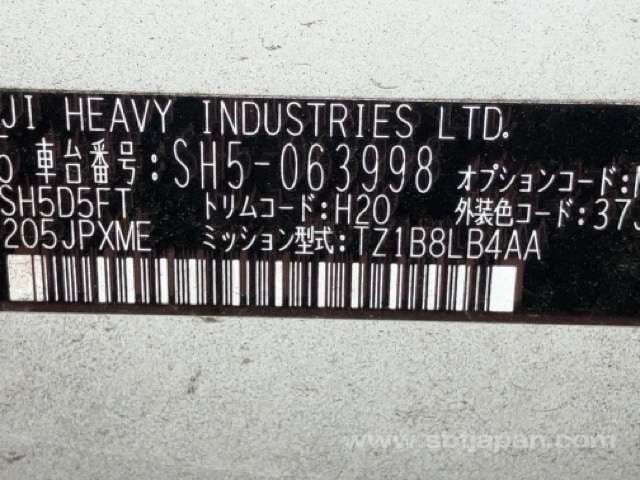 JI HEAVY INDUSTRIES LTD.
車台番号:SH5-063998 オプションコード:
SH5D5FT トリムコード:H20 外装色コード:37J
205JPXME ミッション型式:TZ1B8LB4AA
www.sbtjapan.com/